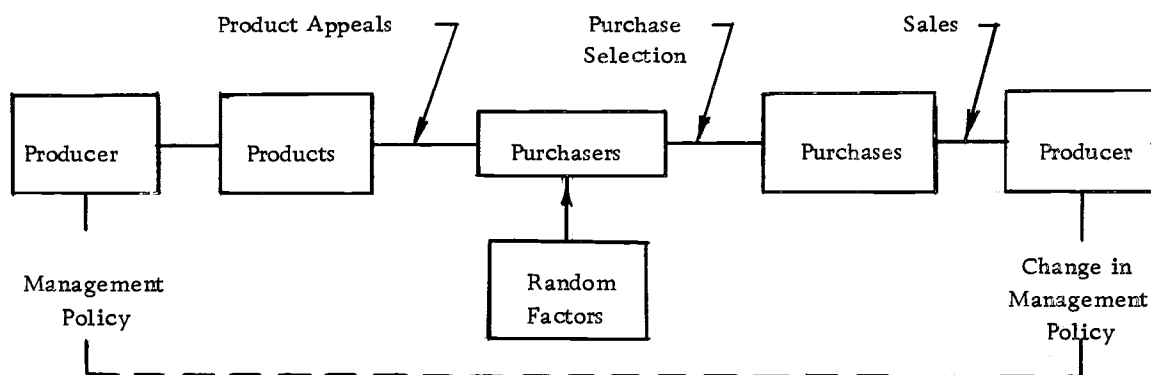 Product Appeals
Purchase
Selection
Sales
Producer
Products
Purchasers
Purchases
Producer
Random
Factors
Management
Policy
Change in
Management
Policy